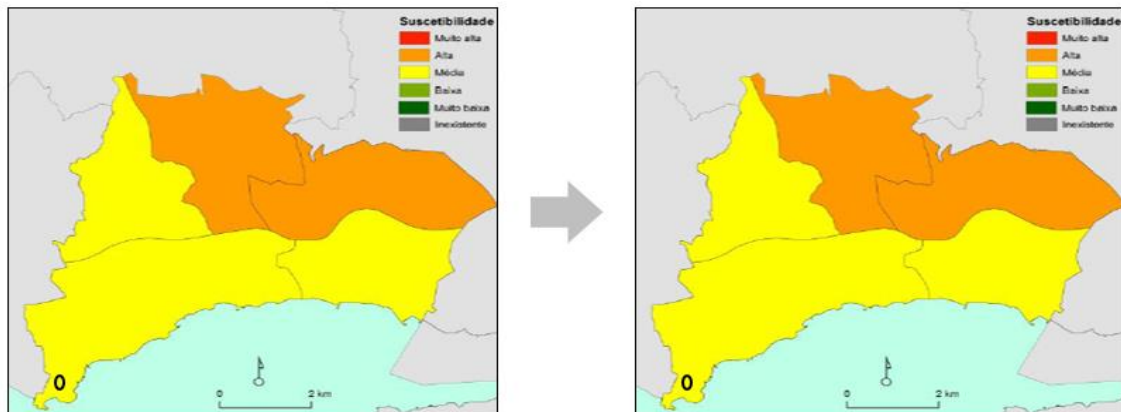 Suscetibilidade
Muito alta
Alta
Média
Baixa
Muito baixa
Inexistente
0
0 2 km
Suscetibilidade
Muito alta
Alta
Média
Baixa
Muito baixa
Inexistente
0
0 2 km